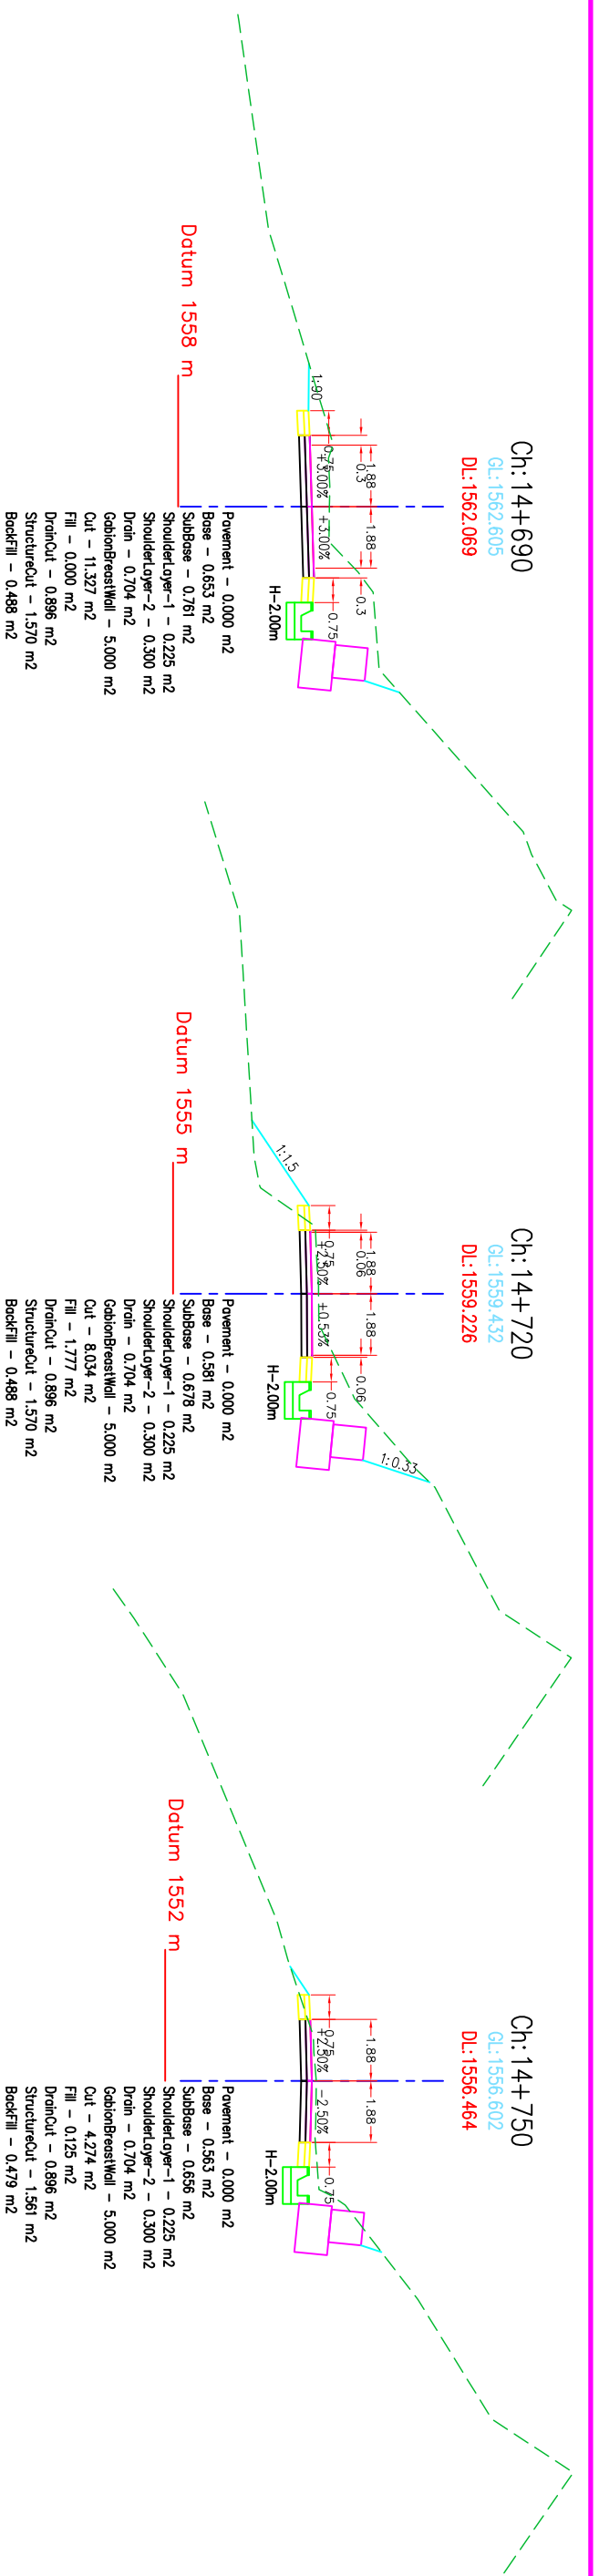 Ch:14+690
GL:1562.605
DL:1562.069
1.88
1.88
0.3
0.3
0.75
0.75
+3.00%
+3.00%
1:90
H-2.00m
Datum 1558 m
Pavement - 0.000 m2
Base - 0.653 m2
SubBase - 0.761 m2
ShoulderLayer-1 - 0.225 m2
ShoulderLayer-2 - 0.300 m2
Drain - 0.704 m2
GabionBreastWall - 5.000 m2
Cut - 11.327 m2
Fill - 0.000 m2
DrainCut - 0.896 m2
StructureCut - 1.570 m2
BackFill - 0.488 m2
Ch:14+720
GL:1559.432
DL:1559.226
1.88
1.88
0.06
0.06
0.75
0.75
+2.50%
+0.53%
1:1.5
1:0.33
H-2.00m
Datum 1555 m
Pavement - 0.000 m2
Base - 0.581 m2
SubBase - 0.678 m2
ShoulderLayer-1 - 0.225 m2
ShoulderLayer-2 - 0.300 m2
Drain - 0.704 m2
GabionBreastWall - 5.000 m2
Cut - 8.034 m2
Fill - 1.777 m2
DrainCut - 0.896 m2
StructureCut - 1.570 m2
BackFill - 0.488 m2
Ch:14+750
GL:1556.602
DL:1556.464
1.88
1.88
0.75
0.75
+2.50%
-2.50%
H-2.00m
Datum 1552 m
Pavement - 0.000 m2
Base - 0.563 m2
SubBase - 0.656 m2
ShoulderLayer-1 - 0.225 m2
ShoulderLayer-2 - 0.300 m2
Drain - 0.704 m2
GabionBreastWall - 5.000 m2
Cut - 4.274 m2
Fill - 0.125 m2
DrainCut - 0.896 m2
StructureCut - 1.561 m2
BackFill - 0.479 m2